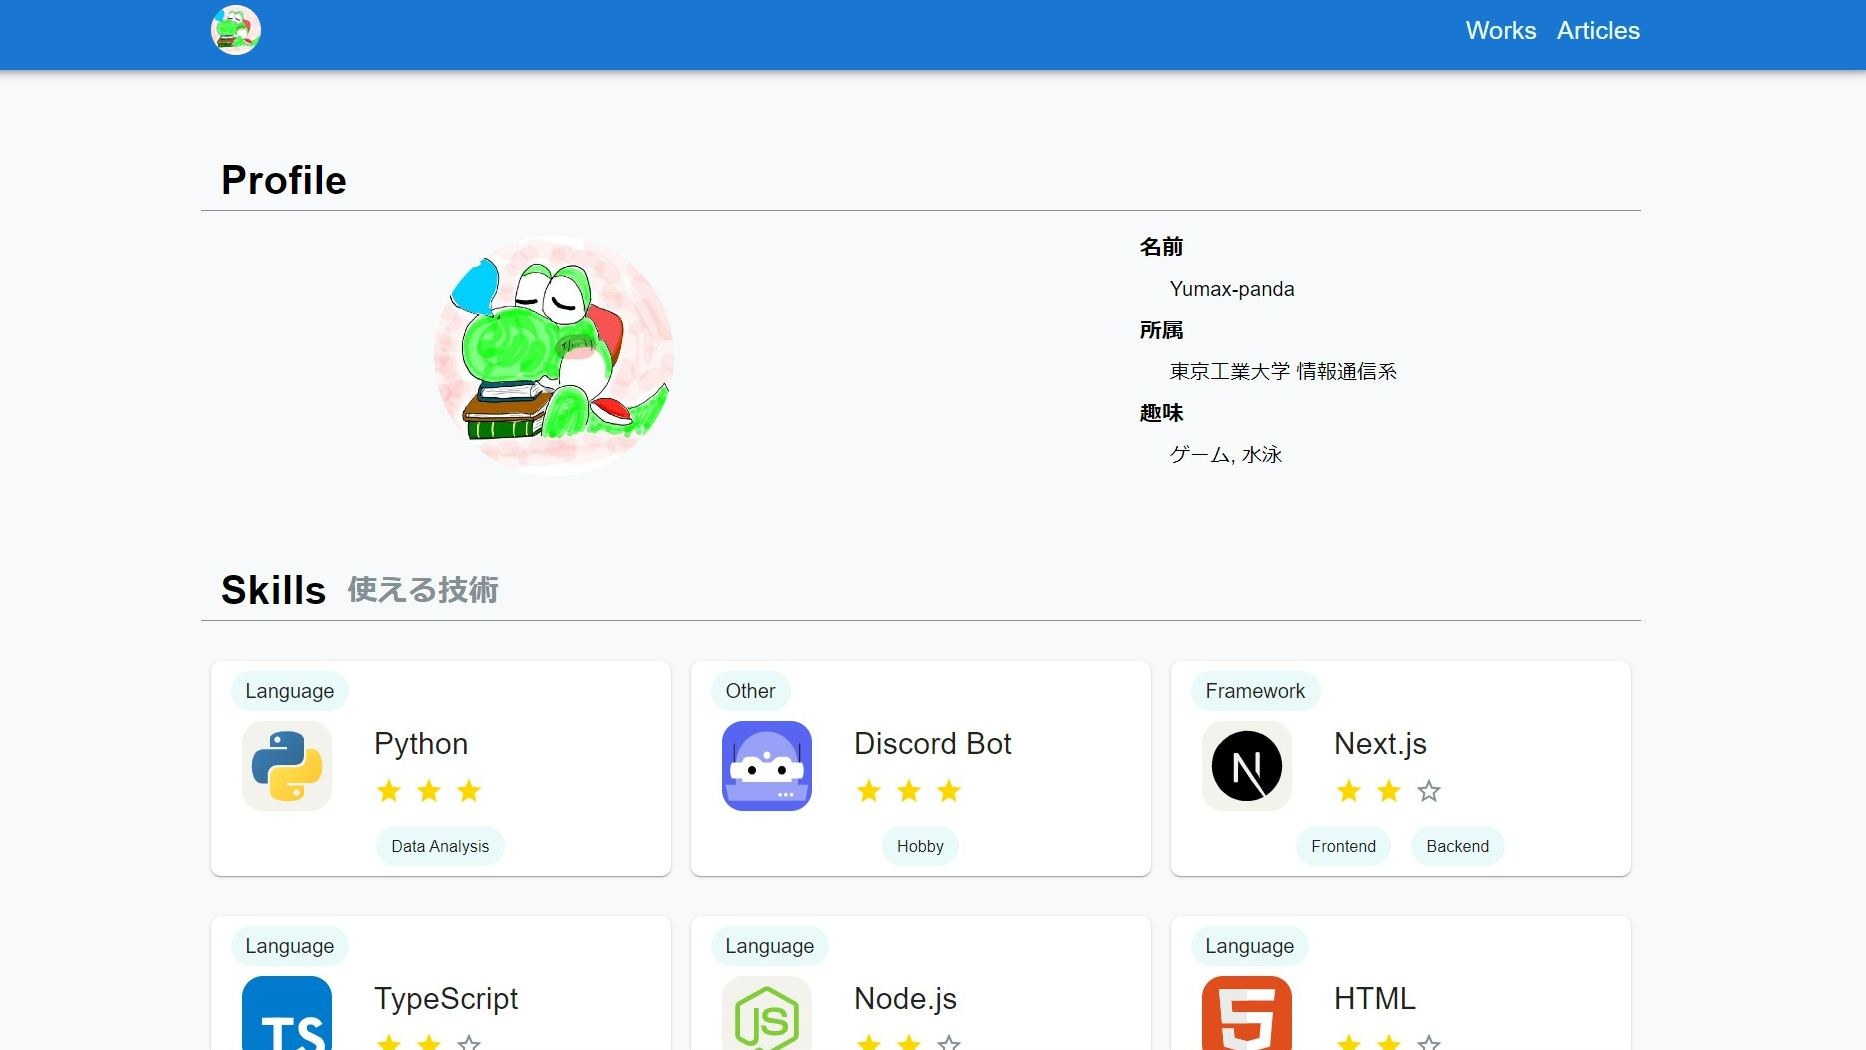 Works Articles
Profile
名前
Yumax-panda
所属
東京工業大学 情報通信系
趣味
ゲーム, 水泳
Skills 使える技術
Language
Python
Data Analysis
Other
Discord Bot
Hobby
Framework
N
Next.js
Frontend Backend
Language
TS
TypeScript
Language
JS
Node.js
Language
5
HTML